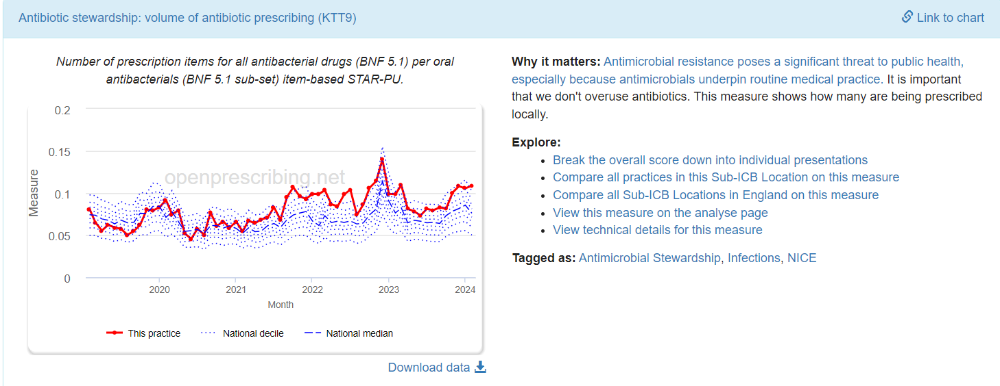 Antibiotic stewardship: volume of antibiotic prescribing (KTT9)
Link to chart
Number of prescription items for all antibacterial drugs (BNF 5.1) per oral
antibacterials (BNF 5.1 sub-set) item-based STAR-PU.
0.2
0.15
0.1
0.05
0
Measure
openprescribing.net
2020
2021
2022
2023
2024
Month
This practice
National decile
National median
Download data
Why it matters: Antimicrobial resistance poses a significant threat to public health,
especially because antimicrobials underpin routine medical practice. It is important
that we don't overuse antibiotics. This measure shows how many are being prescribed
locally.
Explore:
• Break the overall score down into individual presentations
• Compare all practices in this Sub-ICB Location on this measure
• Compare all Sub-ICB Locations in England on this measure
• View this measure on the analyse page
• View technical details for this measure
Tagged as: Antimicrobial Stewardship, Infections, NICE